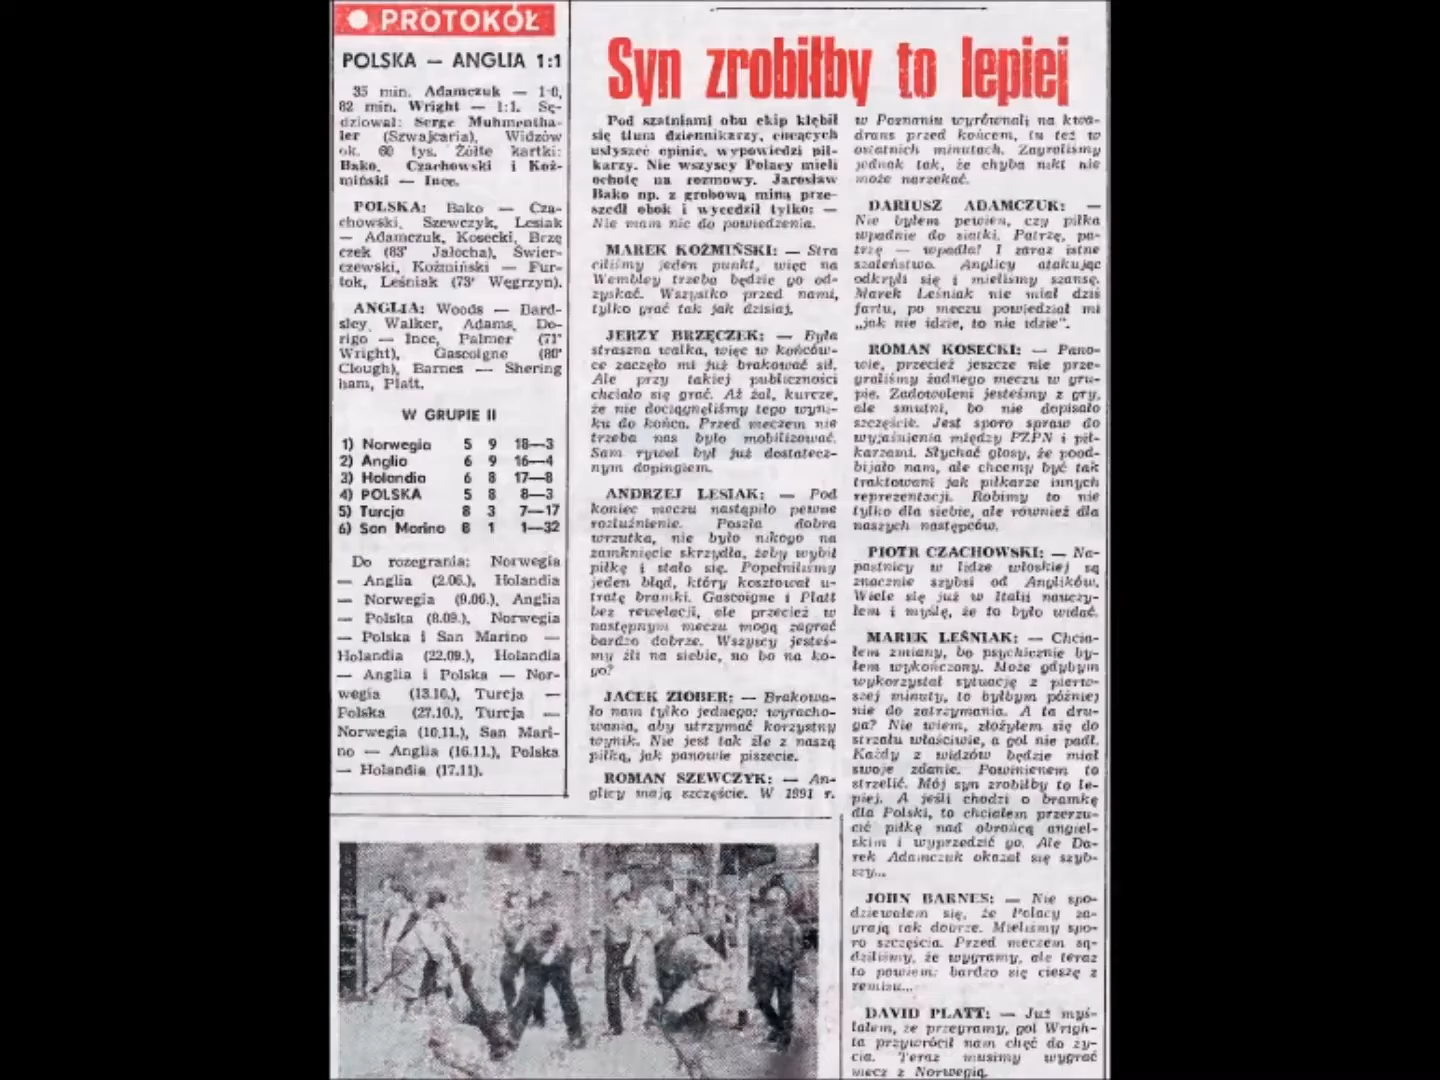 PROTOKÓŁ
POLSKA — ANGLIA 1:1
35 min. Adamczuk — 1:0,
82 min. Wright — 1:1. Sę-
dziował: Serge Muhmentha-
ler (Szwajcaria), Widzów
ok. 60 tys. Żółte kartki:
Bako, Czachowski i Koź-
miński — Ince.
POLSKA: Bako — Cza-
chowski, Szewczyk, Lesiak
— Adamczuk, Kosecki, Brzę
czek (83' Jałocha), Świer-
czewski, Koźmiński — Fur-
tok, Leśniak (73' Węgrzyn).
ANGLIA: Woods — Bard-
sley, Walker, Adams, Do-
rigo — Ince, Palmer (71'
Wright), Gascoigne (80'
Clough), Barnes — Shering
ham, Platt.
W GRUPIE II
1) Norwegia 5 9 18—3
2) Anglia 6 9 16—4
3) Holandia 6 8 17—8
4) POLSKA 5 8 8—3
5) Turcja 8 3 7—17
6) San Marino 8 1 1—32
Do rozegrania: Norwegia
— Anglia (2.06.), Holandia
— Norwegia (9.06.), Anglia
— Polska (8.09.), Norwegia
— Polska i San Marino —
Holandia (22.09.), Holandia
— Anglia i Polska — Nor-
wegia (13.10.), Turcja —
Polska (27.10.), Turcja —
Norwegia (10.11.), San Mari-
no — Anglia (16.11.), Polska
— Holandia (17.11).
Syn zrobiłby to lepiej
Pod szatniami obu ekip kłębił
się tłum dziennikarzy, chcących
usłyszeć opinie, wypowiedzi pił-
karzy. Nie wszyscy Polacy mieli
ochotę na rozmowy. Jarosław
Bako np. z grobową miną prze-
szedł obok i wycedził tylko: —
Nie mam nic do powiedzenia.
MAREK KOŹMIŃSKI: — Stra
ciliśmy jeden punkt, więc na
Wembley trzeba będzie go od-
zyskać. Wszystko przed nami,
tylko grać tak jak dzisiaj.
JERZY BRZĘCZEK: — Była
straszna walka, więc w końców-
ce zaczęło mi już brakować sił.
Ale przy takiej publiczności
chciało się grać. Aż żal, kurcze,
że nie dociągnęliśmy tego wyni-
ku do końca. Przed meczem nie
trzeba nas było mobilizować.
Sam rywal był już dostatecz-
nym dopingiem.
ANDRZEJ LESIAK: — Pod
koniec meczu nastąpiło pewne
rozluźnienie. Poszła dobra
wrzutka, nie było nikogo na
zamknięcie skrzydła, żeby wybił
piłkę i stało się. Popełniliśmy
jeden błąd, który kosztował u-
tratę bramki. Gascoigne i Platt
bez rewelacji, ale przecież w
następnym meczu mogą zagrać
bardzo dobrze. Wszyscy jesteś-
my źli na siebie, no bo na ko-
go?
JACEK ZIOBER: — Brakowa-
ło nam tylko jednego: wyracho-
wania, aby utrzymać korzystny
wynik. Nie jest tak źle z naszą
piłką, jak panowie piszecie.
ROMAN SZEWCZYK: — An-
glicy mają szczęście. W 1991 r.
w Poznaniu wyrównali na kwa-
drans przed końcem, tu też w
ostatnich minutach. Zagraliśmy
jednak tak, że chyba nikt nie
może narzekać.
DARIUSZ ADAMCZUK: —
Nie byłem pewien, czy piłka
wpadnie do siatki. Patrzę, pa-
trzę — wpadła! I zaraz istne
szaleństwo. Anglicy atakując
odkryli się i mieliśmy szansę.
Marek Leśniak nie miał dziś
fartu, po meczu powiedział mi
„jak nie idzie, to nie idzie".
ROMAN KOSECKI: — Pano-
wie, przecież jeszcze nie prze-
graliśmy żadnego meczu w gru-
pie. Zadowoleni jesteśmy z gry,
ale smutni, bo nie dopisało
szczęście. Jest sporo spraw do
wyjaśnienia między PZPN i pił-
karzami. Słychać głosy, że pood-
bijało nam, ale chcemy być tak
traktowani jak piłkarze innych
reprezentacji. Robimy to nie
tylko dla siebie, ale również dla
naszych następców.
PIOTR CZACHOWSKI: — Na-
pastnicy w lidze włoskiej są
znacznie szybsi od Anglików.
Wiele się już w Italii nauczy-
łem i myślę, że to było widać.
MAREK LEŚNIAK: — Chcia-
łem zmiany, bo psychicznie by-
łem wykończony. Może gdybym
wykorzystał sytuację z pierw-
szej minuty, to byłbym później
nie do zatrzymania. A ta dru-
ga? Nie wiem, złożyłem się do
strzału właściwie, a gol nie padł.
Każdy z widzów będzie miał
swoje zdanie. Powinienem to
strzelić. Mój syn zrobiłby to le-
piej. A jeśli chodzi o bramkę
dla Polski, to chciałem przerzu-
cić piłkę nad obrońcą angiel-
skim i wyprzedzić go. Ale Da-
rek Adamczuk okazał się szyb-
szy...
JOHN BARNES: — Nie spo-
dziewałem się, że Polacy za-
grają tak dobrze. Mieliśmy spo-
ro szczęścia. Przed meczem są-
dziliśmy, że wygramy, ale teraz
to powiem: bardzo się cieszę z
remisu...
DAVID PLATT: — Już myś-
lałem, że przegramy, gol Wrigh-
ta przywrócił nam chęć do ży-
cia. Teraz musimy wygrać
mecz z Norwegią.